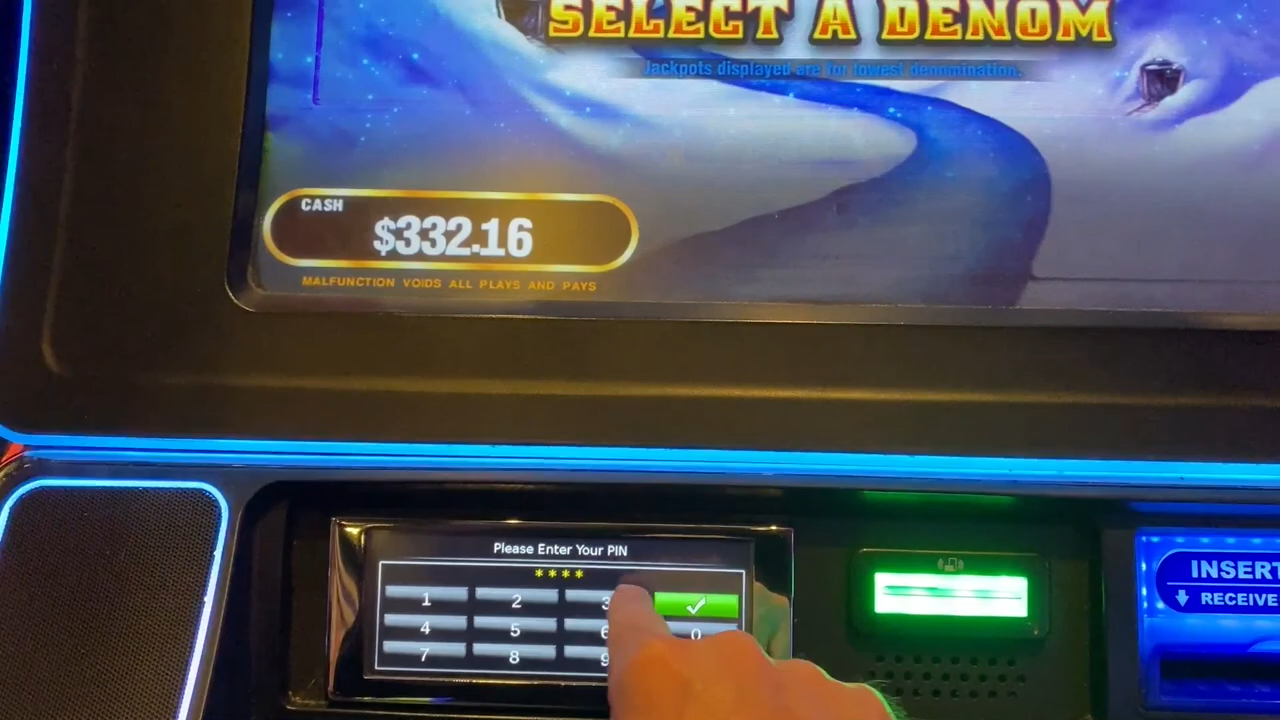 SELECT A DENOM
Jackpots displayed are for lowest denomination.
CASH
$332.16
MALFUNCTION VOIDS ALL PLAYS AND PAYS
Please Enter Your PIN
****
1 2 3 ✓
4 5 6 0
7 8 9
INSERT
RECEIVE